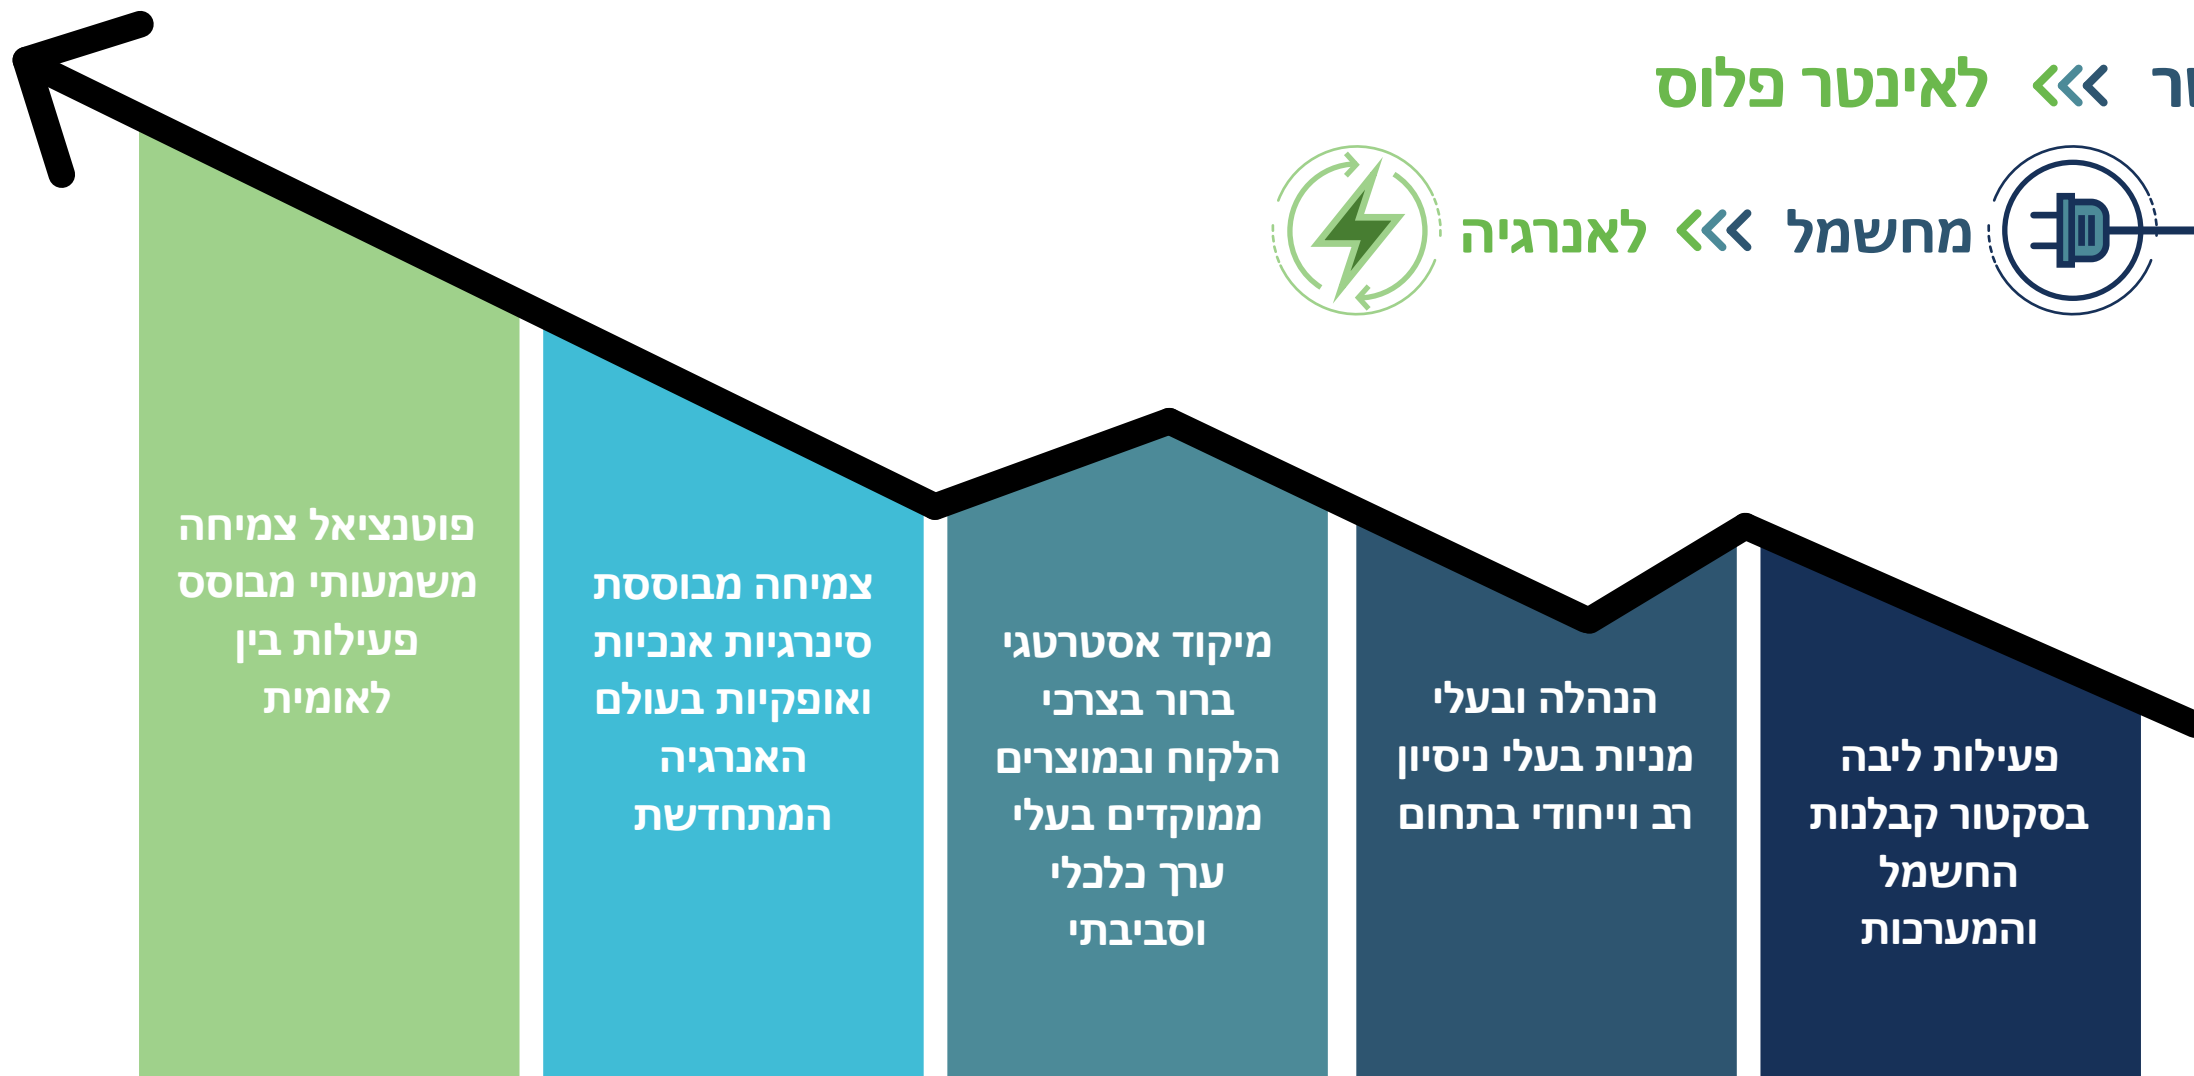 לאינטר פלוס
מחשמל >>> לאנרגיה
פעילות ליבה
בסקטור קבלנות
החשמל
והמערכות
הנהלה ובעלי
מניות בעלי ניסיון
רב וייחודי בתחום
מיקוד אסטרטגי
ברור בצרכי
הלקוח ובמוצרים
ממוקדים בעלי
ערך כלכלי
וסביבתי
צמיחה מבוססת
סינרגיות אנכיות
ואופקיות בעולם
האנרגיה
המתחדשת
פוטנציאל צמיחה
משמעותי מבוסס
פעילות בין
לאומית